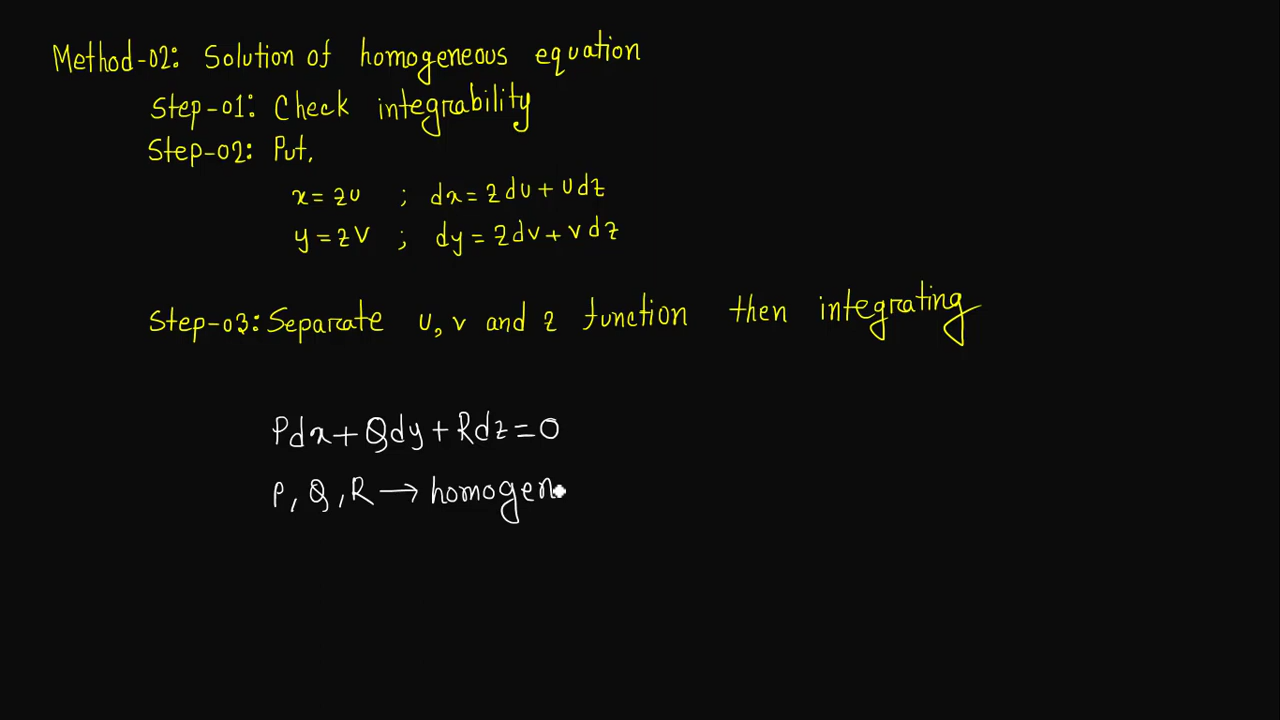 Method-02: Solution of homogeneous equation
Step-01: Check integrability
Step-02: Put,
x = zu ; dx = zdu + udz
y = zv ; dy = zdv + vdz
Step-03: Separate u, v and z function then integrating
Pdx + Qdy + Rdz = 0
P, Q, R → homogen